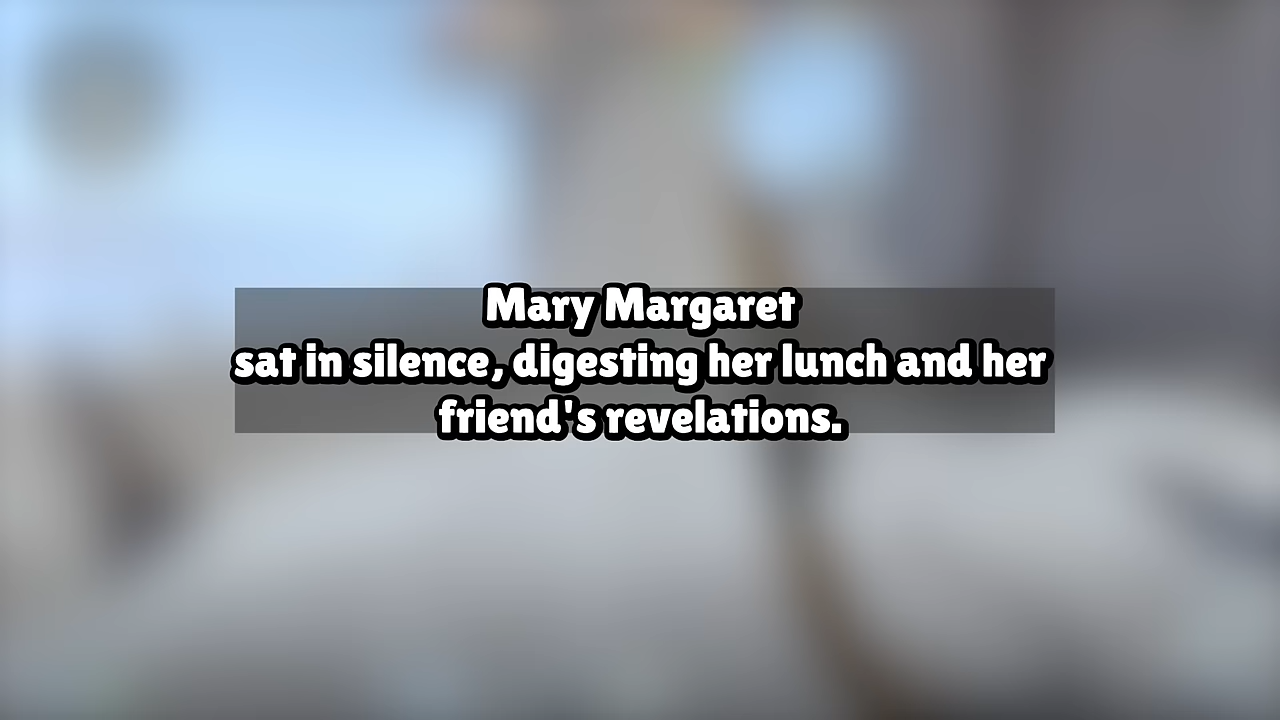 Mary Margaret
sat in silence, digesting her lunch and her
friend's revelations.